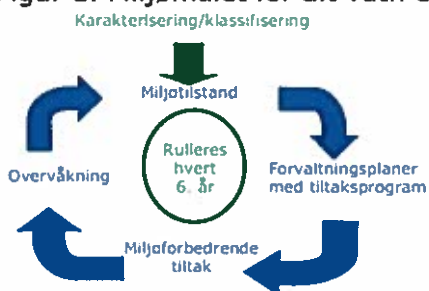 Karakterisering/klassifisering
Miljøtilstand
Rulleres
hvert
6. år
Overvåkning
Forvaltningsplaner
med tiltaksprogram
Miljøforbedrende
tiltak